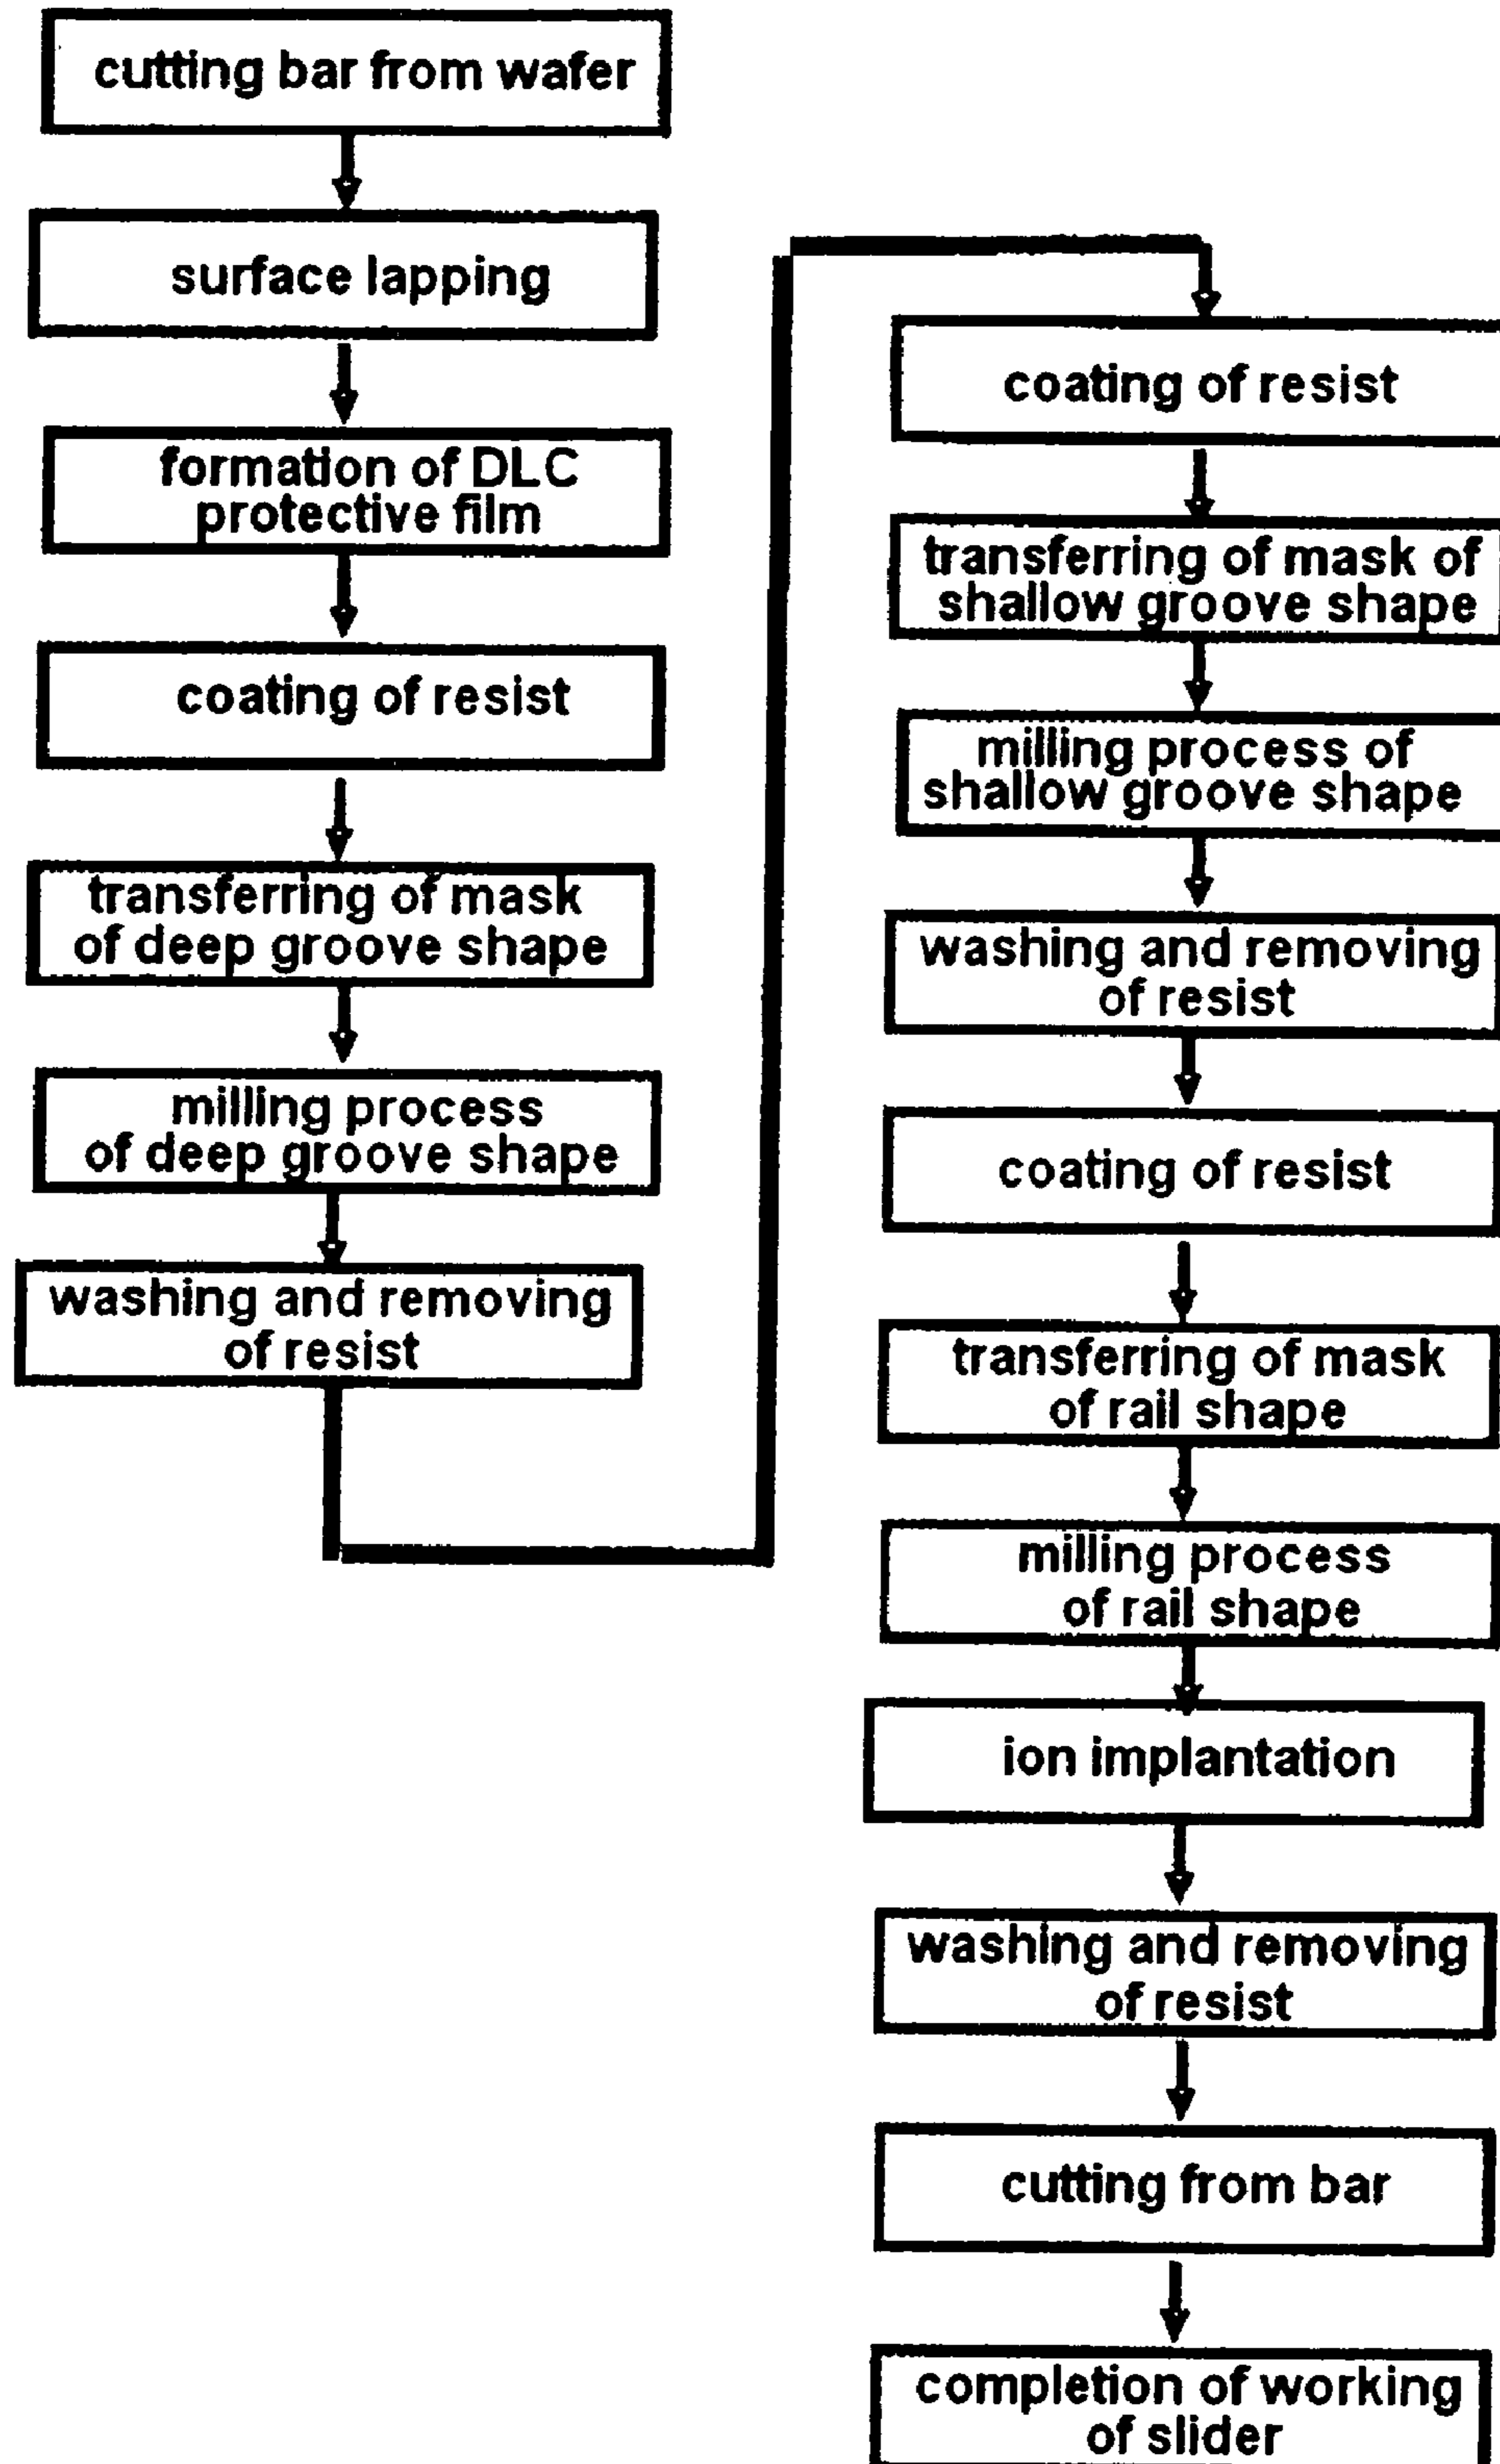 cutting bar from wafer
surface lapping
formation of DLC
protective film
coating of resist
transferring of mask
of deep groove shape
milling process
of deep groove shape
washing and removing
of resist
coating of resist
transferring of mask of
shallow groove shape
milling process of
shallow groove shape
washing and removing
of resist
coating of resist
transferring of mask
of rail shape
milling process
of rail shape
ion implantation
washing and removing
of resist
cutting from bar
completion of working
of slider